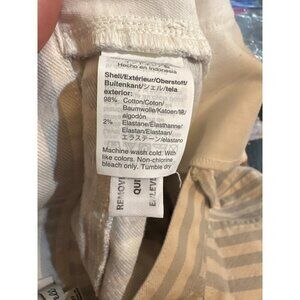 Hecho en Indonesia
Shell/Extérieur/Oberstoff/
Buitenkant/シェル/tela
exterior:
98% Cotton/Coton/
Baumwolle/Katoen/綿/
algodón
2% Elastane/Élasthanne/
Elastan/Elastaan/
エラステーン/elastano
Machine wash cold. With
like colors. Non-chlorine
bleach only. Tumble dry
REMOVE